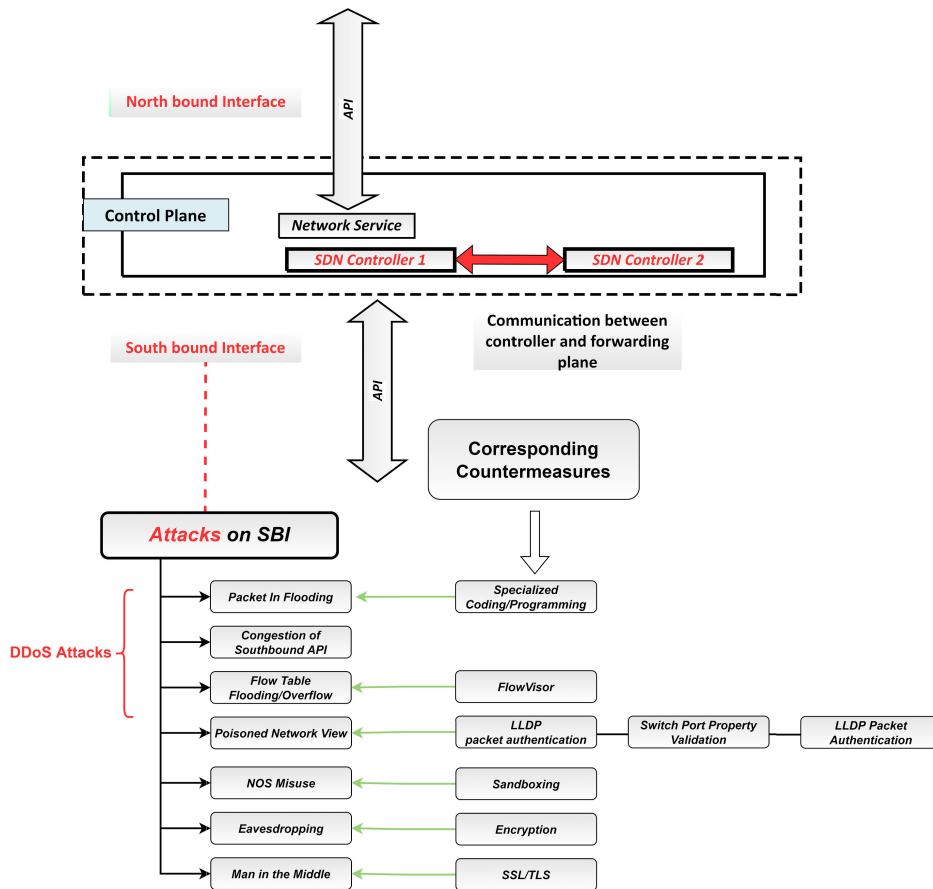 North bound Interface
API
Control Plane
Network Service
SDN Controller 1
SDN Controller 2
South bound Interface
API
Communication between
controller and forwarding
plane
Corresponding
Countermeasures
Attacks on SBI
DDoS Attacks
Packet In Flooding
Specialized
Coding/Programming
Congestion of
Southbound API
Flow Table
Flooding/Overflow
FlowVisor
Poisoned Network View
LLDP
packet authentication
Switch Port Property
Validation
LLDP Packet
Authentication
NOS Misuse
Sandboxing
Eavesdropping
Encryption
Man in the Middle
SSL/TLS